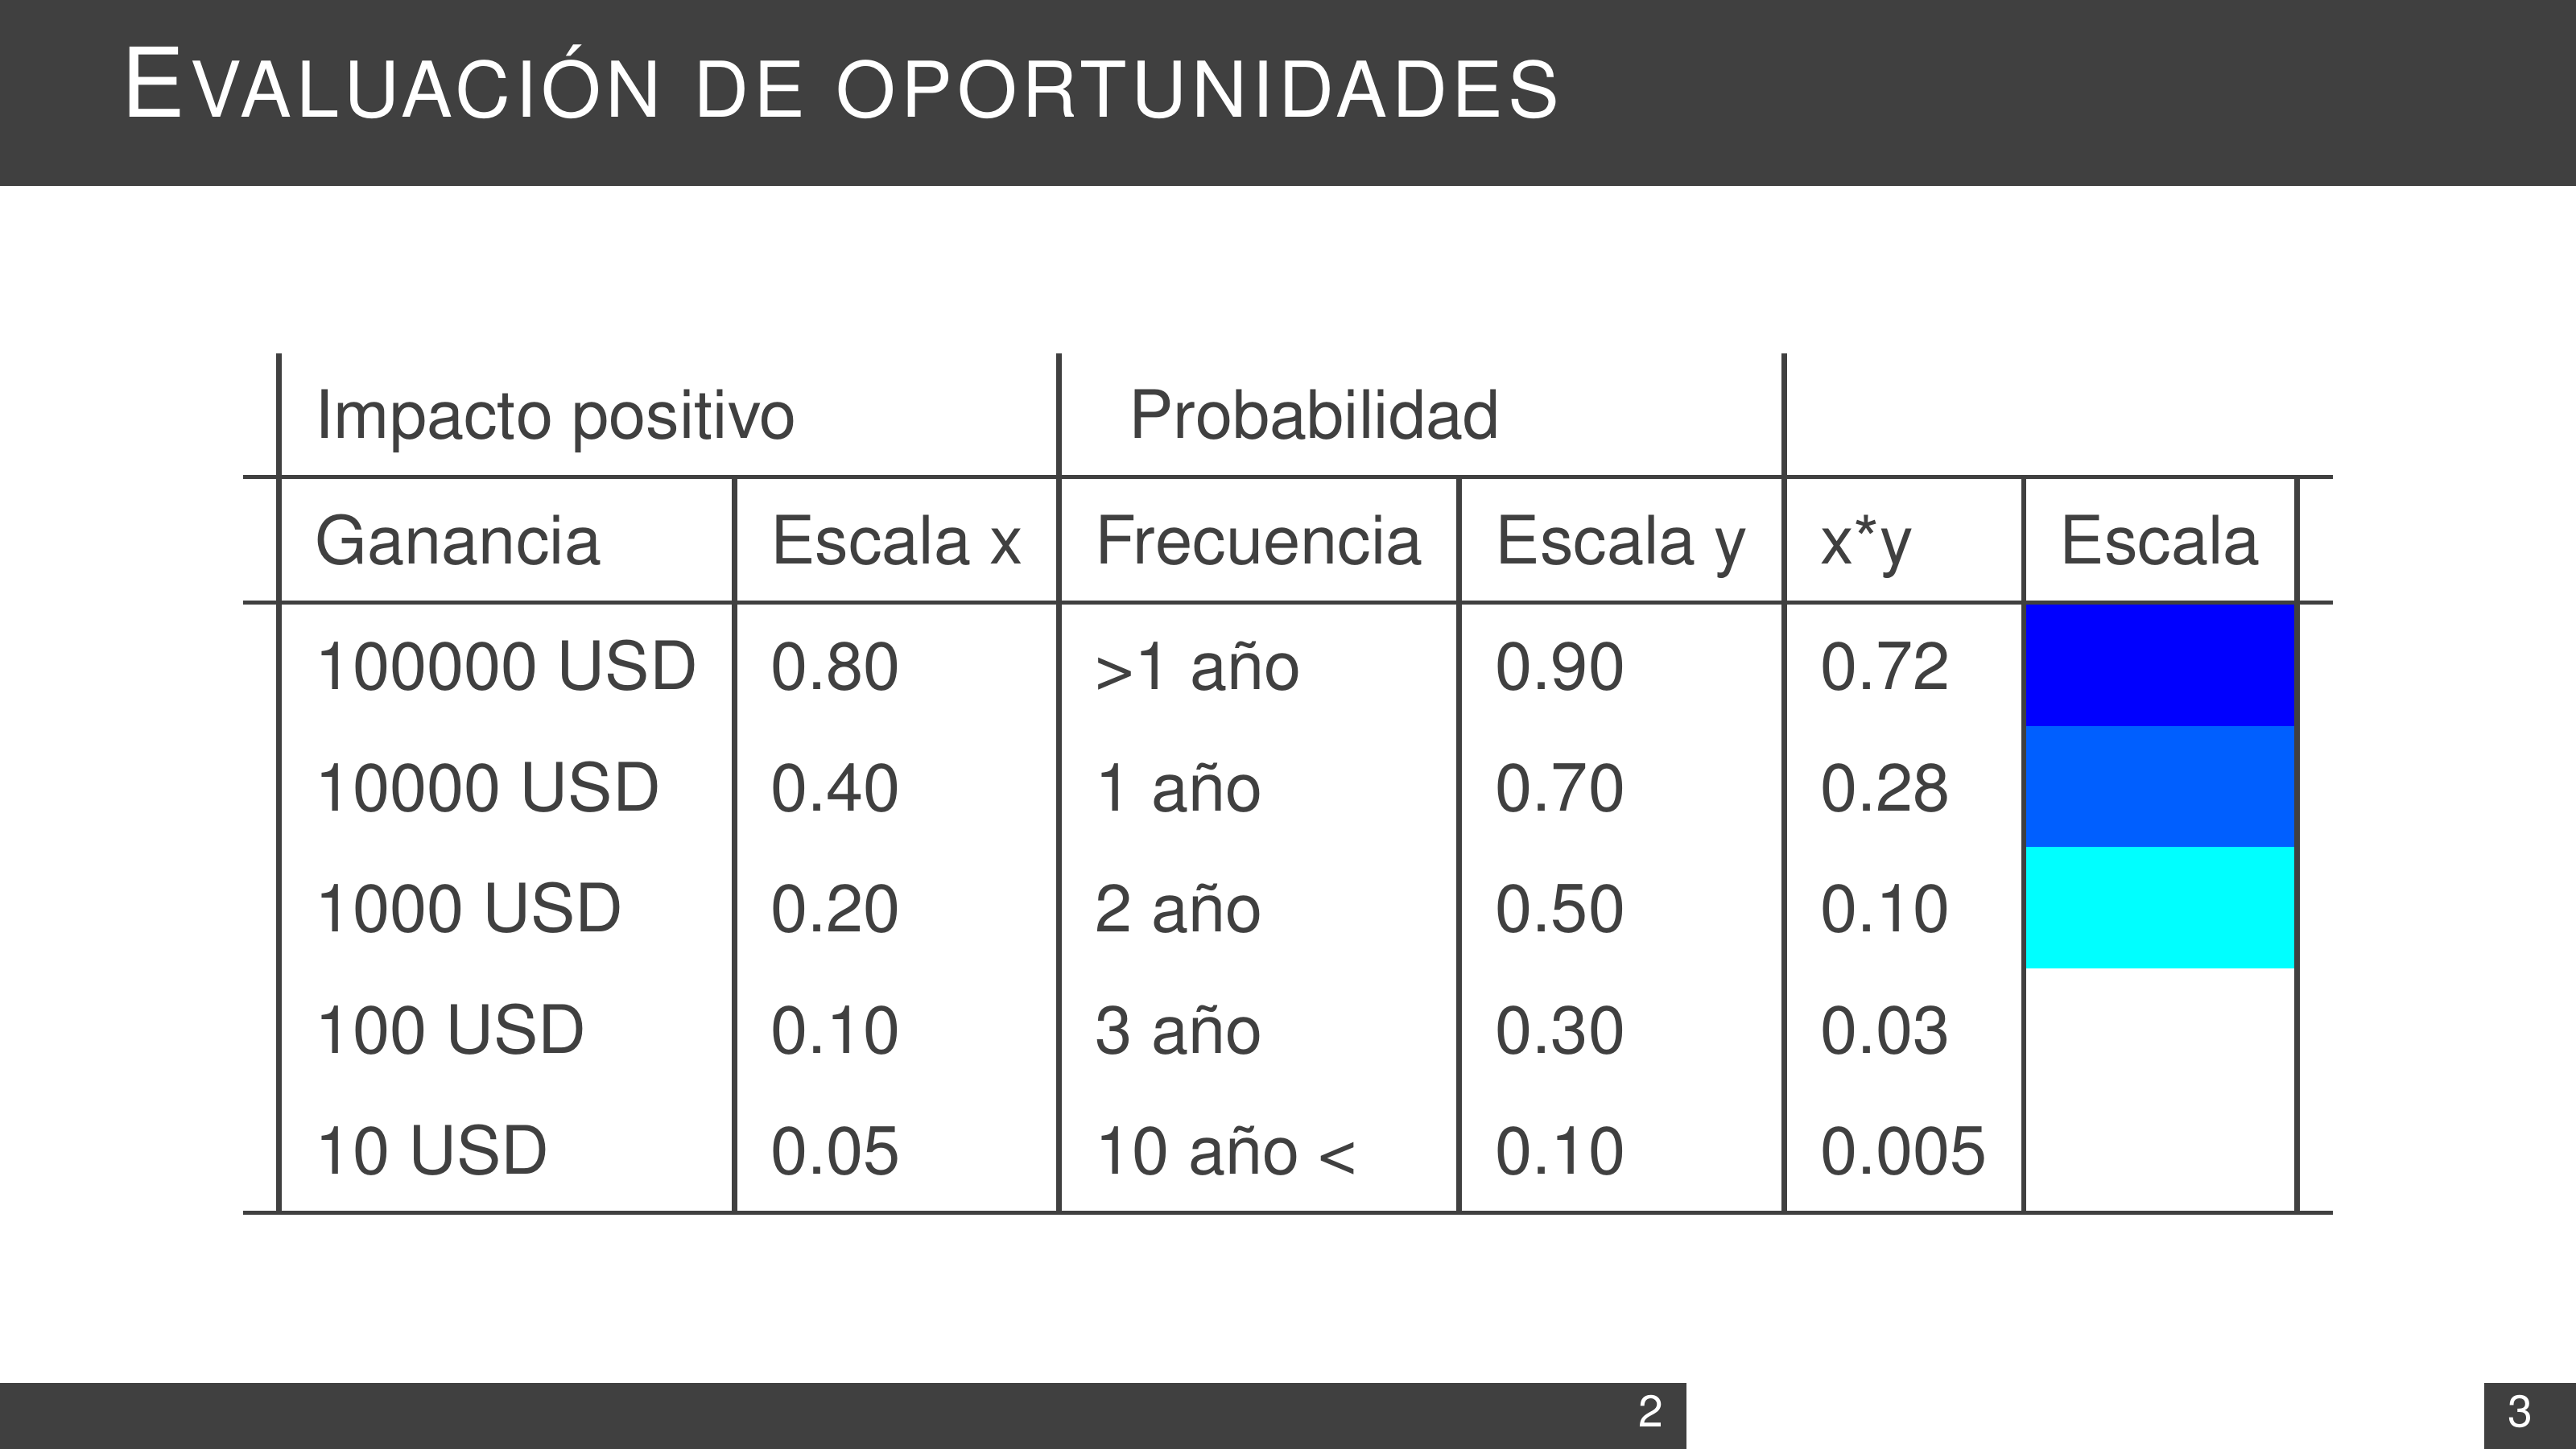 EVALUACIÓN DE OPORTUNIDADES
Impacto positivo Probabilidad
Ganancia Escala x Frecuencia Escala y x*y Escala
100000 USD 0.80 >1 año 0.90 0.72
10000 USD 0.40 1 año 0.70 0.28
1000 USD 0.20 2 año 0.50 0.10
100 USD 0.10 3 año 0.30 0.03
10 USD 0.05 10 año < 0.10 0.005
2 3